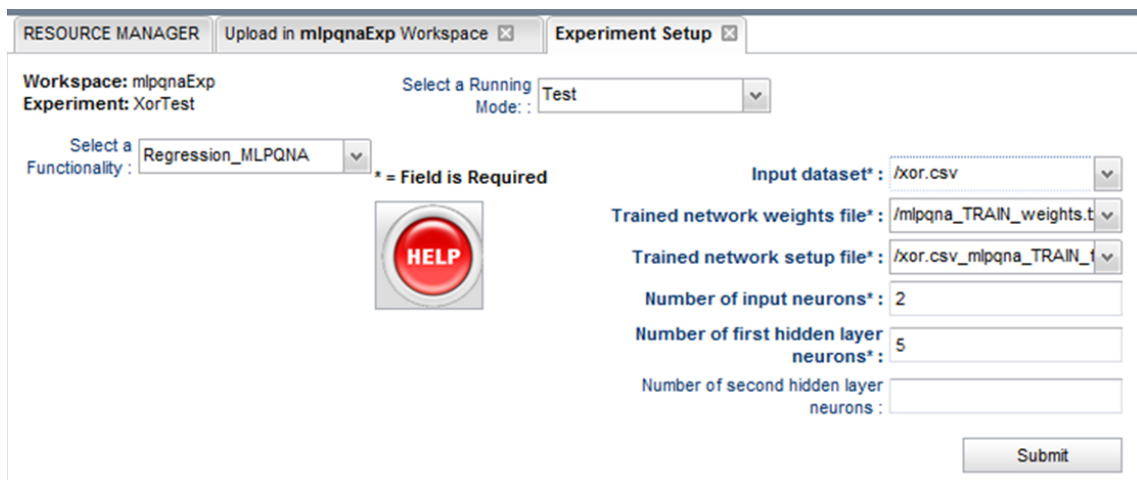 RESOURCE MANAGER
Upload in mlpqnaExp Workspace
Experiment Setup
Workspace: mlpqnaExp
Experiment: XorTest
Select a Running
Mode: :
Test
Select a
Functionality :
Regression_MLPQNA
* = Field is Required
HELP
Input dataset* :
/xor.csv
Trained network weights file* :
/mlpqna_TRAIN_weights.t
Trained network setup file* :
/xor.csv_mlpqna_TRAIN_
Number of input neurons* :
2
Number of first hidden layer
neurons* :
5
Number of second hidden layer
neurons :
Submit